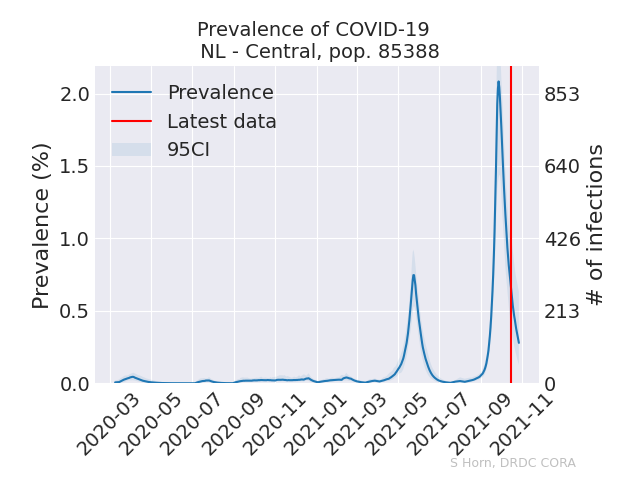 Prevalence of COVID-19
NL - Central, pop. 85388
Prevalence
Latest data
95CI
Prevalence (%)
2.0
1.5
1.0
0.5
0.0
853
640
426
213
0
# of infections
2020-03
2020-05
2020-07
2020-09
2020-11
2021-01
2021-03
2021-05
2021-07
2021-09
2021-11
S Horn, DRDC CORA